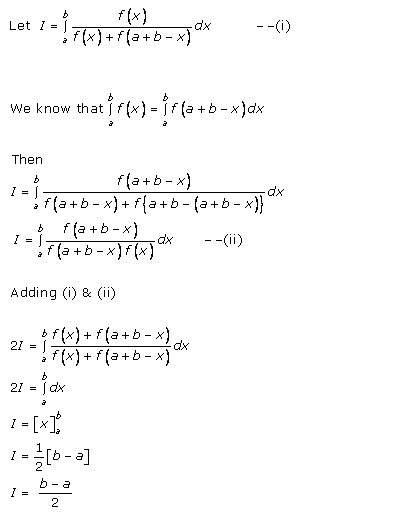 Let I = ∫_a^b f(x)/(f(x)+f(a+b−x)) dx −−(i)
We know that ∫_a^b f(x) = ∫_a^b f(a+b−x)dx
Then
I = ∫_a^b f(a+b−x)/(f(a+b−x)+f{a+b−(a+b−x)}) dx
I = ∫_a^b f(a+b−x)/(f(a+b−x)f(x)) dx −−(ii)
Adding (i) & (ii)
2I = ∫_a^b (f(x)+f(a+b−x))/(f(x)+f(a+b−x)) dx
2I = ∫_a^b dx
I = [x]_a^b
I = 1/2[b−a]
I = (b−a)/2